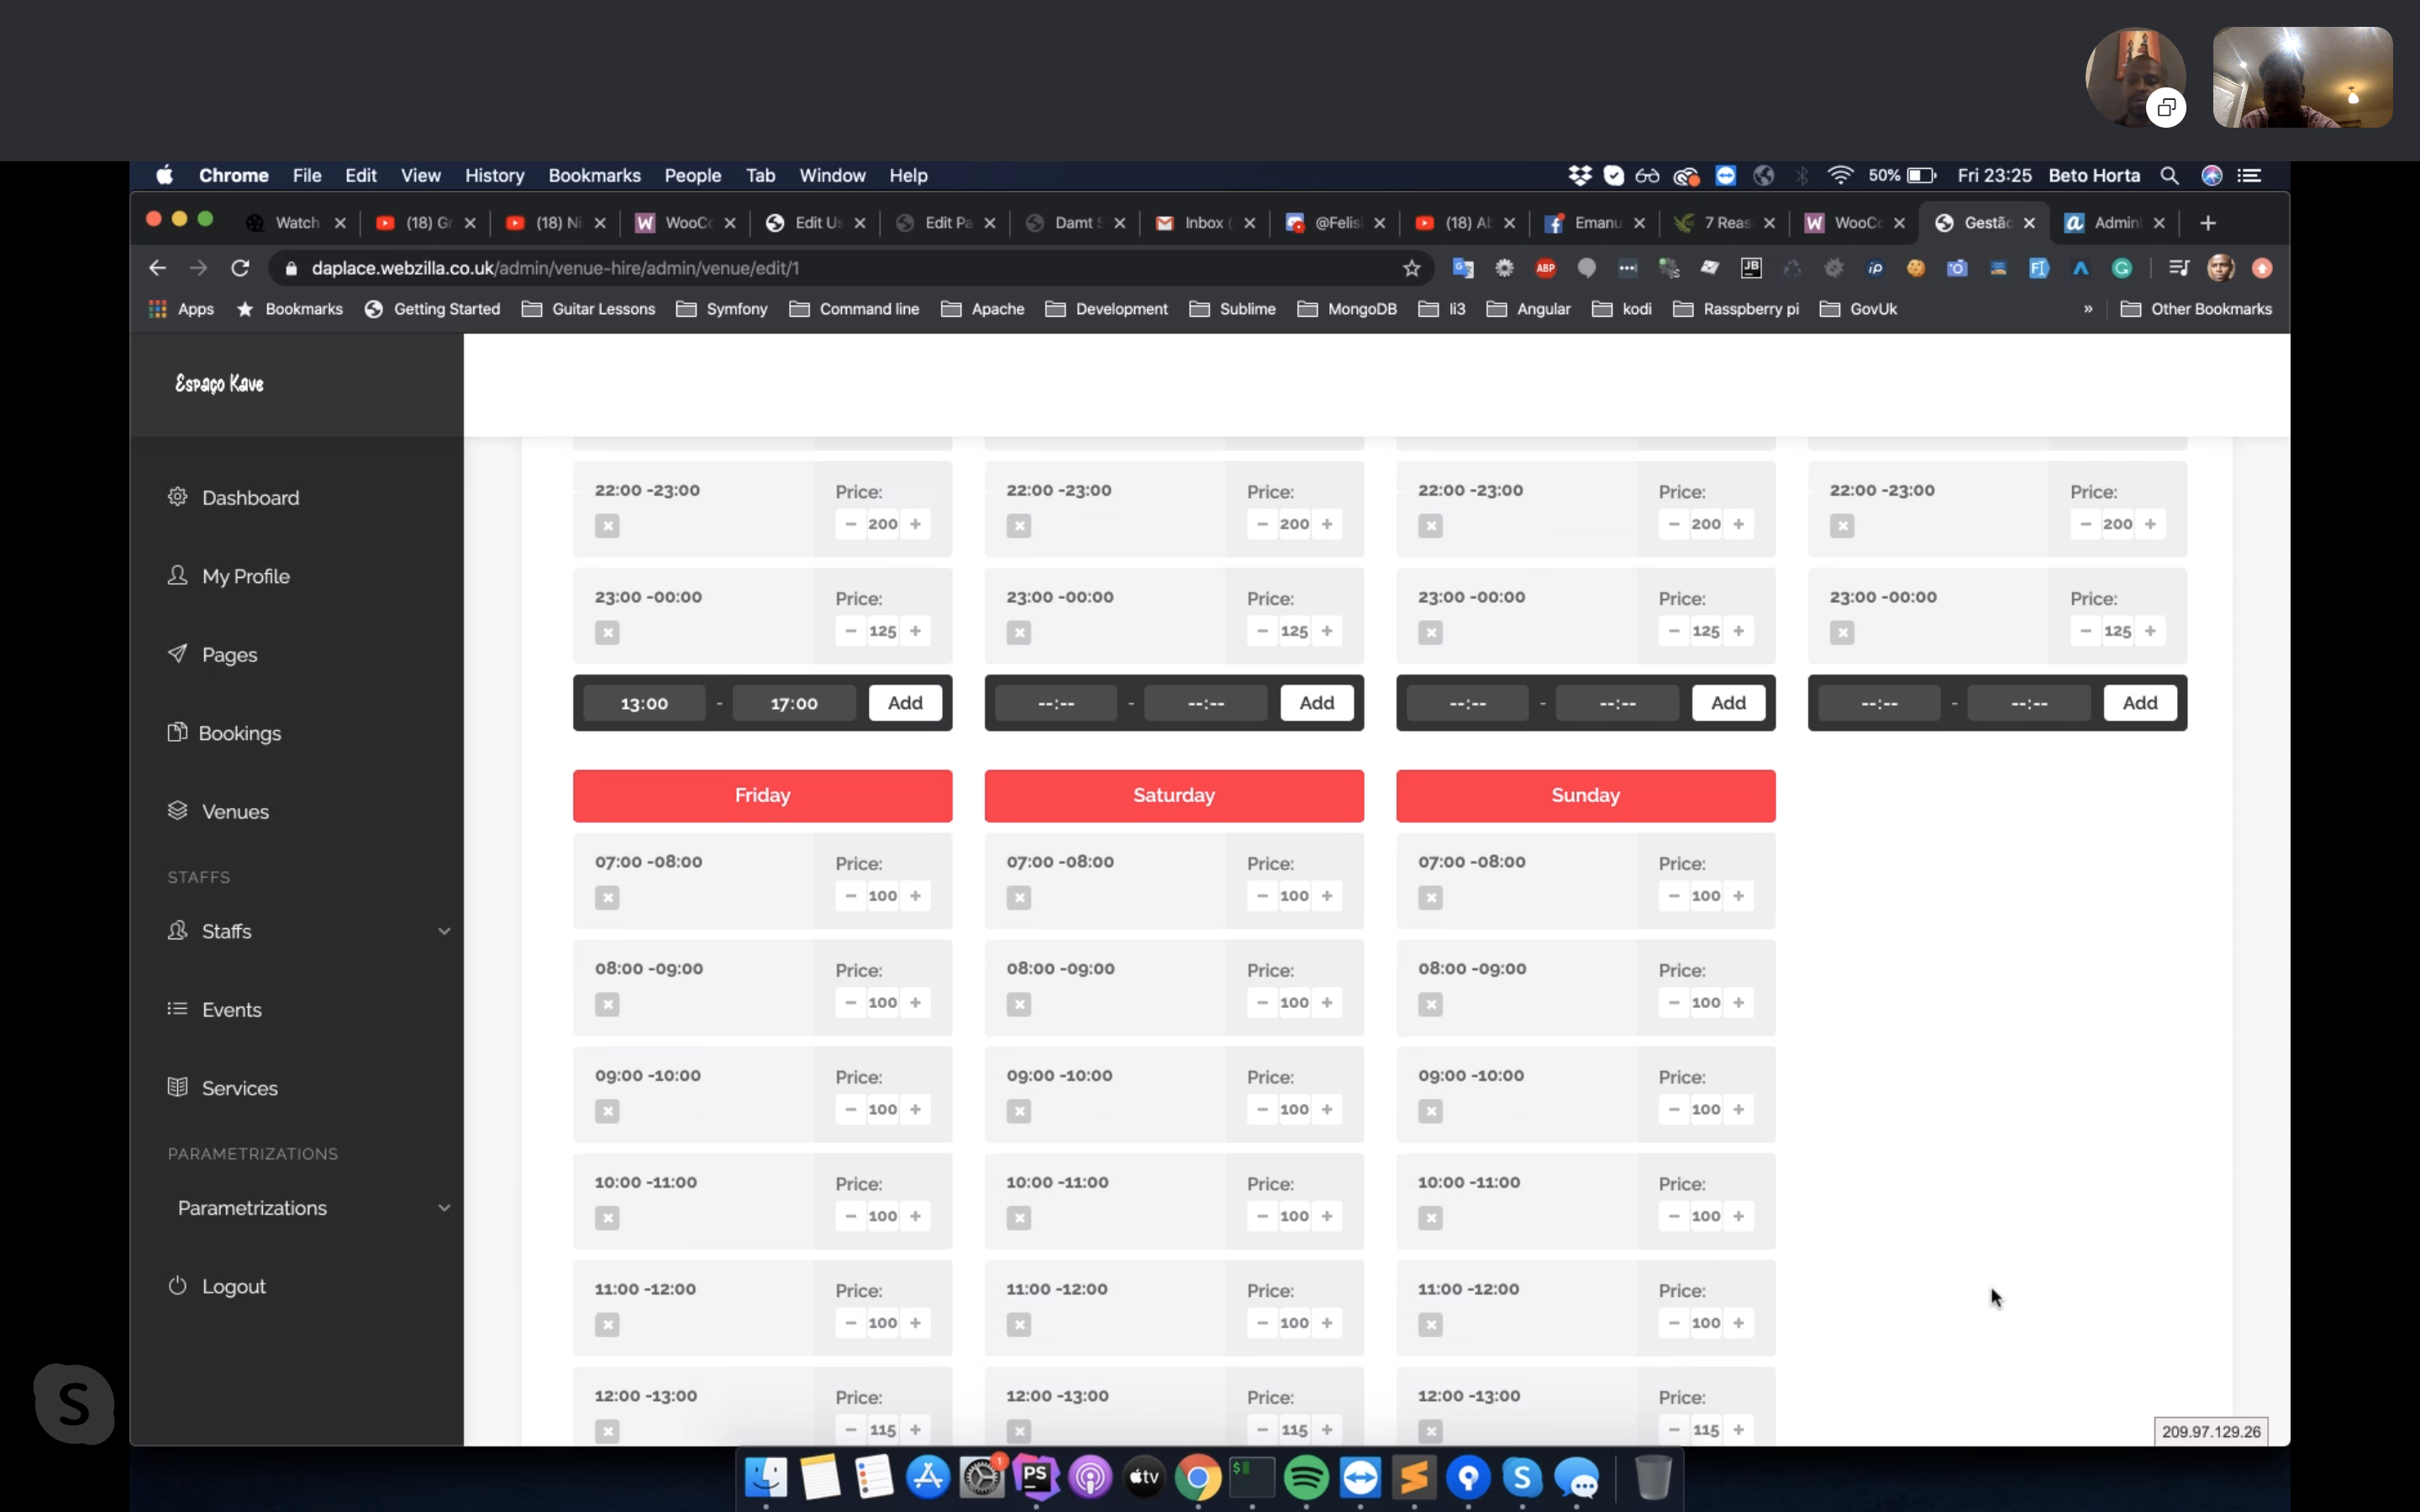 Chrome File Edit View History Bookmarks People Tab Window Help 50% Fri 23:25 Beto Horta
Watch (18) Gr (18) Ni WooCo Edit Us Edit Pa Damt S Inbox ( @Felis (18) Al Emanu 7 Reas WooCo Gestão Admin
daplace.webzilla.co.uk/admin/venue-hire/admin/venue/edit/1
ABP JB iP
Apps Bookmarks Getting Started Guitar Lessons Symfony Command line Apache Development Sublime MongoDB li3 Angular kodi Rasspberry pi GovUk » Other Bookmarks
Espaço Kave
Dashboard
My Profile
Pages
Bookings
Venues
STAFFS
Staffs
Events
Services
PARAMETRIZATIONS
Parametrizations
Logout
22:00 -23:00 Price: 22:00 -23:00 Price: 22:00 -23:00 Price: 22:00 -23:00 Price:
- 200 + - 200 + - 200 + - 200 +
23:00 -00:00 Price: 23:00 -00:00 Price: 23:00 -00:00 Price: 23:00 -00:00 Price:
- 125 + - 125 + - 125 + - 125 +
13:00 - 17:00 Add --:-- - --:-- Add --:-- - --:-- Add --:-- - --:-- Add
Friday Saturday Sunday
07:00 -08:00 Price: 07:00 -08:00 Price: 07:00 -08:00 Price:
- 100 + - 100 + - 100 +
08:00 -09:00 Price: 08:00 -09:00 Price: 08:00 -09:00 Price:
- 100 + - 100 + - 100 +
09:00 -10:00 Price: 09:00 -10:00 Price: 09:00 -10:00 Price:
- 100 + - 100 + - 100 +
10:00 -11:00 Price: 10:00 -11:00 Price: 10:00 -11:00 Price:
- 100 + - 100 + - 100 +
11:00 -12:00 Price: 11:00 -12:00 Price: 11:00 -12:00 Price:
- 100 + - 100 + - 100 +
12:00 -13:00 Price: 12:00 -13:00 Price: 12:00 -13:00 Price:
- 115 + - 115 + - 115 +
209.97.129.26
1 PS tv $ S
S